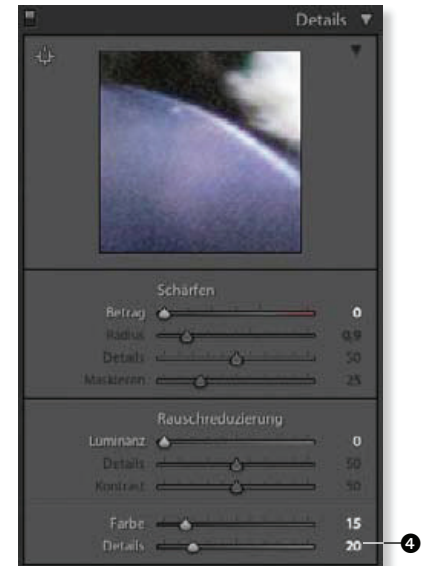 Details
Schärfen
Betrag 0
Radius 0,9
Details 50
Maskieren 25
Rauschreduzierung
Luminanz 0
Details 50
Kontrast 50
Farbe 15
Details 20 ❹